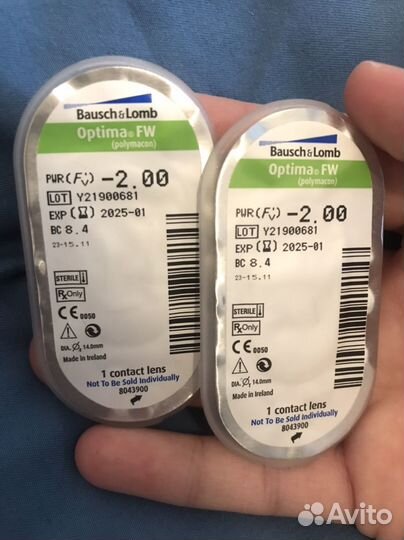 Bausch & Lomb
Optima® FW
(polymacon)
PWR (Fv) -2.00
LOT Y21900681
EXP 2025-01
BC 8.4
23-15.11
STERILE
Rx Only
CE 0050
DIA. Ø 14.0mm
Made in Ireland
1 contact lens
Not To Be Sold Individually
8043900
Bausch & Lomb
Optima® FW
(polymacon)
PWR (Fv) -2.00
LOT Y21900681
EXP 2025-01
BC 8.4
23-15.11
STERILE
Rx Only
CE 0050
DIA. Ø 14.0mm
Made in Ireland
1 contact lens
Not To Be Sold Individually
8043900
Avito